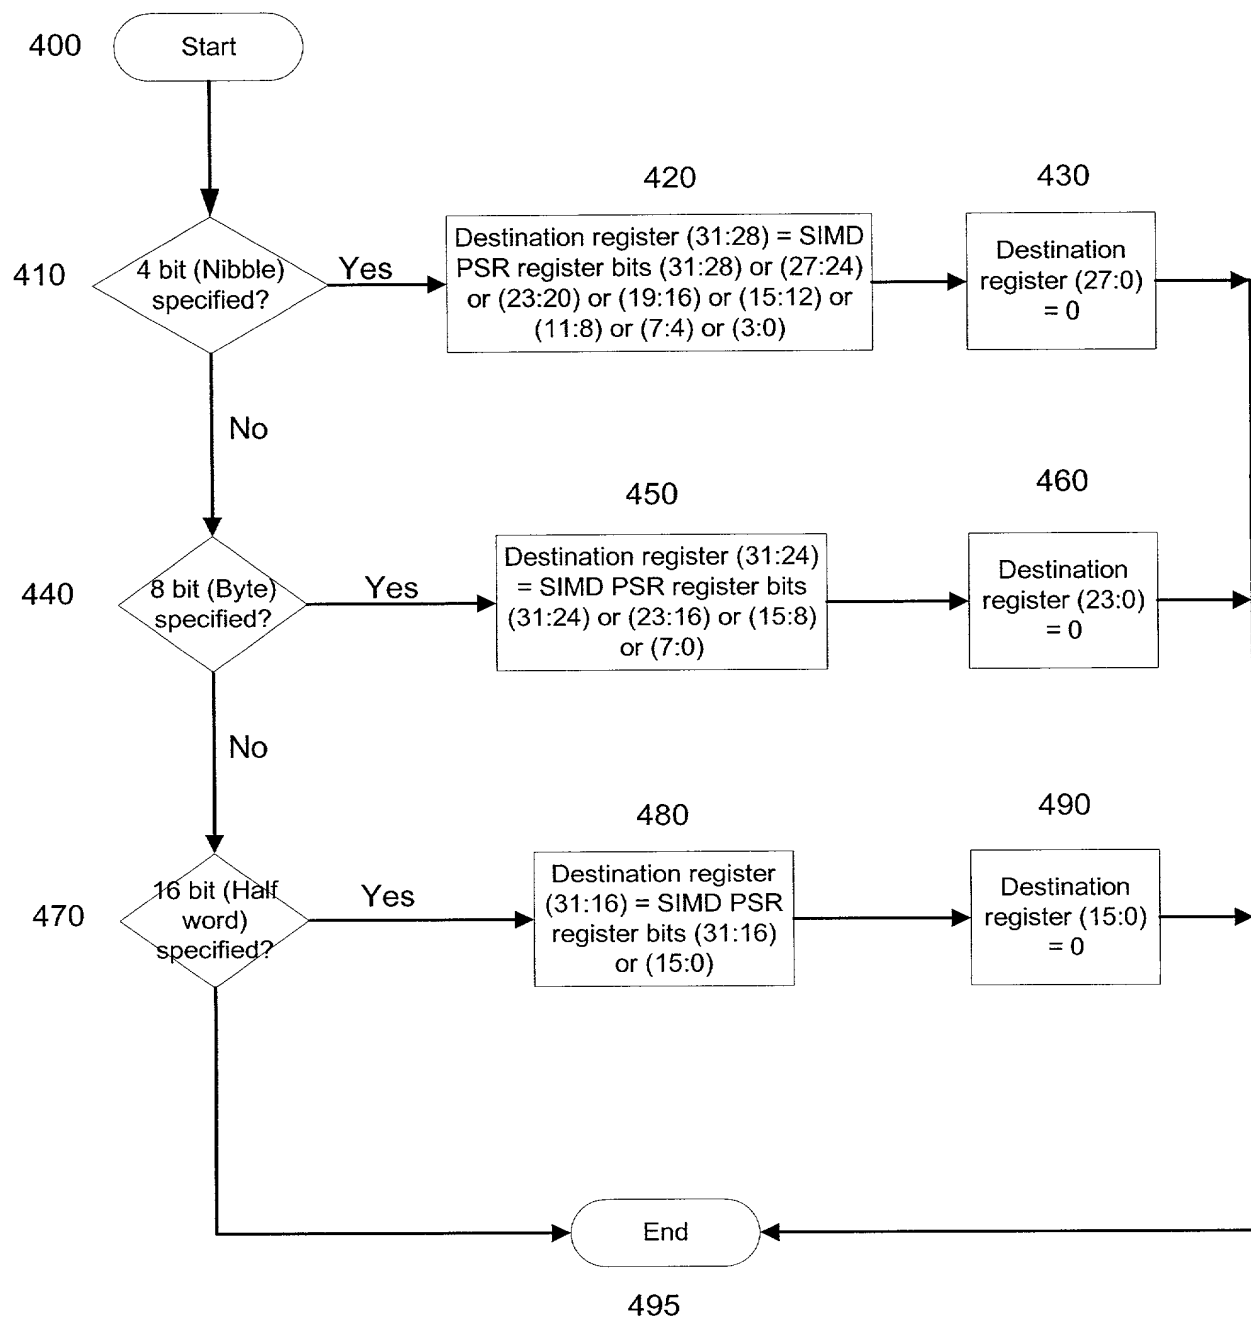 400
Start
420
430
410
4 bit (Nibble)
specified?
Yes
Destination register (31:28) = SIMD
PSR register bits (31:28) or (27:24)
or (23:20) or (19:16) or (15:12) or
(11:8) or (7:4) or (3:0)
Destination
register (27:0)
= 0
No
450
460
440
8 bit (Byte)
specified?
Yes
Destination register (31:24)
= SIMD PSR register bits
(31:24) or (23:16) or (15:8)
or (7:0)
Destination
register (23:0)
= 0
No
480
490
470
16 bit (Half
word)
specified?
Yes
Destination register
(31:16) = SIMD PSR
register bits (31:16)
or (15:0)
Destination
register (15:0)
= 0
End
495